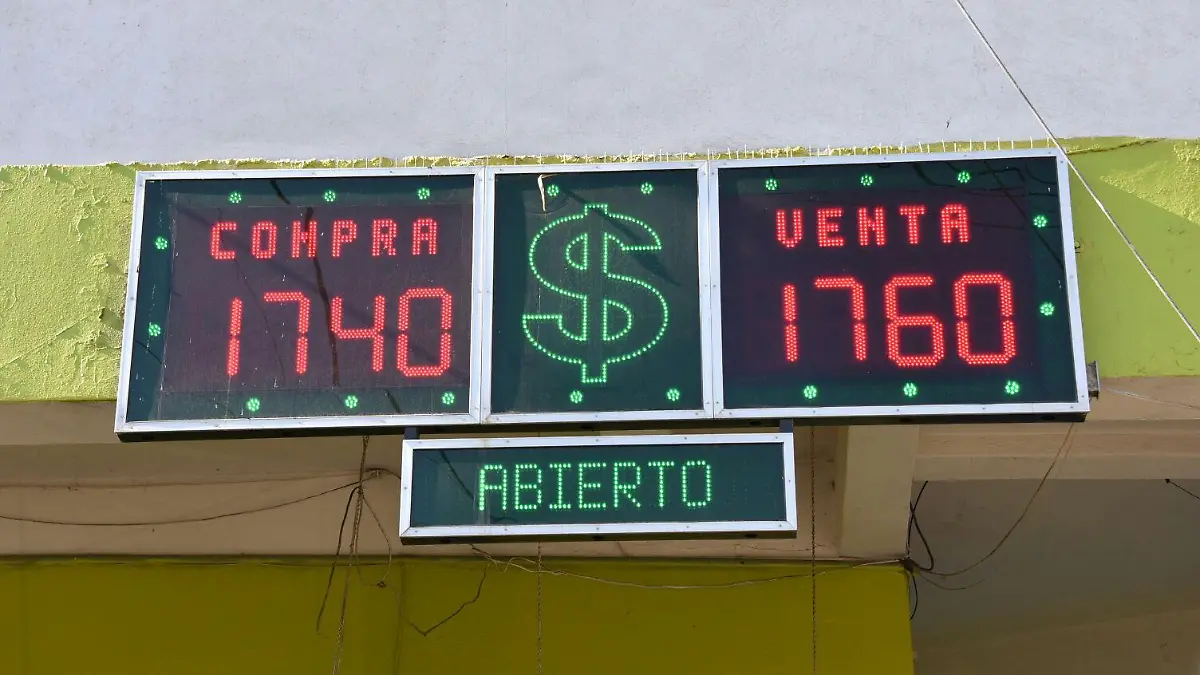 COMPRA
1740
$
VENTA
1760
ABIERTO